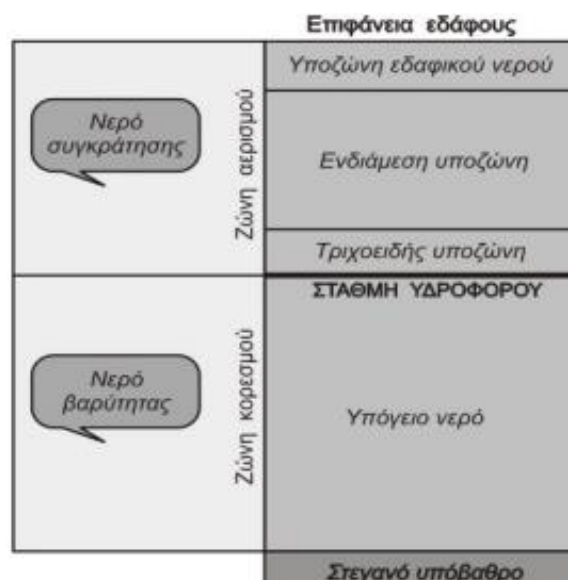 Επιφάνεια εδάφους
Υποζώνη εδαφικού νερού
Νερό
συγκράτησης
Ζώνη αερισμού
Ενδιάμεση υποζώνη
Τριχοειδής υποζώνη
ΣΤΑΘΜΗ ΥΔΡΟΦΟΡΟΥ
Νερό
βαρύτητας
Ζώνη κορεσμού
Υπόγειο νερό
Στεγανό υπόβαθρο